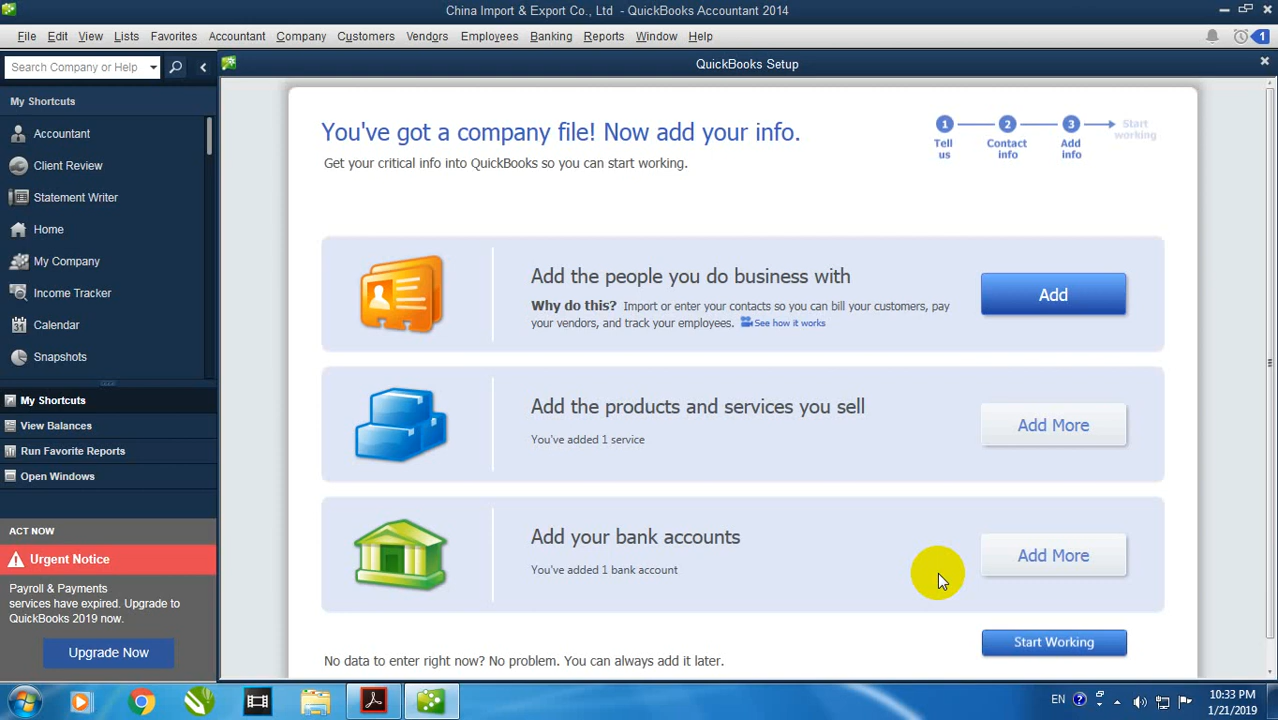 China Import & Export Co., Ltd - QuickBooks Accountant 2014
File Edit View Lists Favorites Accountant Company Customers Vendors Employees Banking Reports Window Help
1
Search Company or Help
QuickBooks Setup
My Shortcuts
Accountant
Client Review
Statement Writer
Home
My Company
Income Tracker
Calendar
Snapshots
My Shortcuts
View Balances
Run Favorite Reports
Open Windows
ACT NOW
Urgent Notice
Payroll & Payments
services have expired. Upgrade to
QuickBooks 2019 now.
Upgrade Now
You've got a company file! Now add your info.
Get your critical info into QuickBooks so you can start working.
1 2 3 Start
working
Tell
us
Contact
info
Add
info
Add the people you do business with
Why do this? Import or enter your contacts so you can bill your customers, pay
your vendors, and track your employees. See how it works
Add
Add the products and services you sell
You've added 1 service
Add More
Add your bank accounts
You've added 1 bank account
Add More
No data to enter right now? No problem. You can always add it later.
Start Working
EN
10:33 PM
1/21/2019